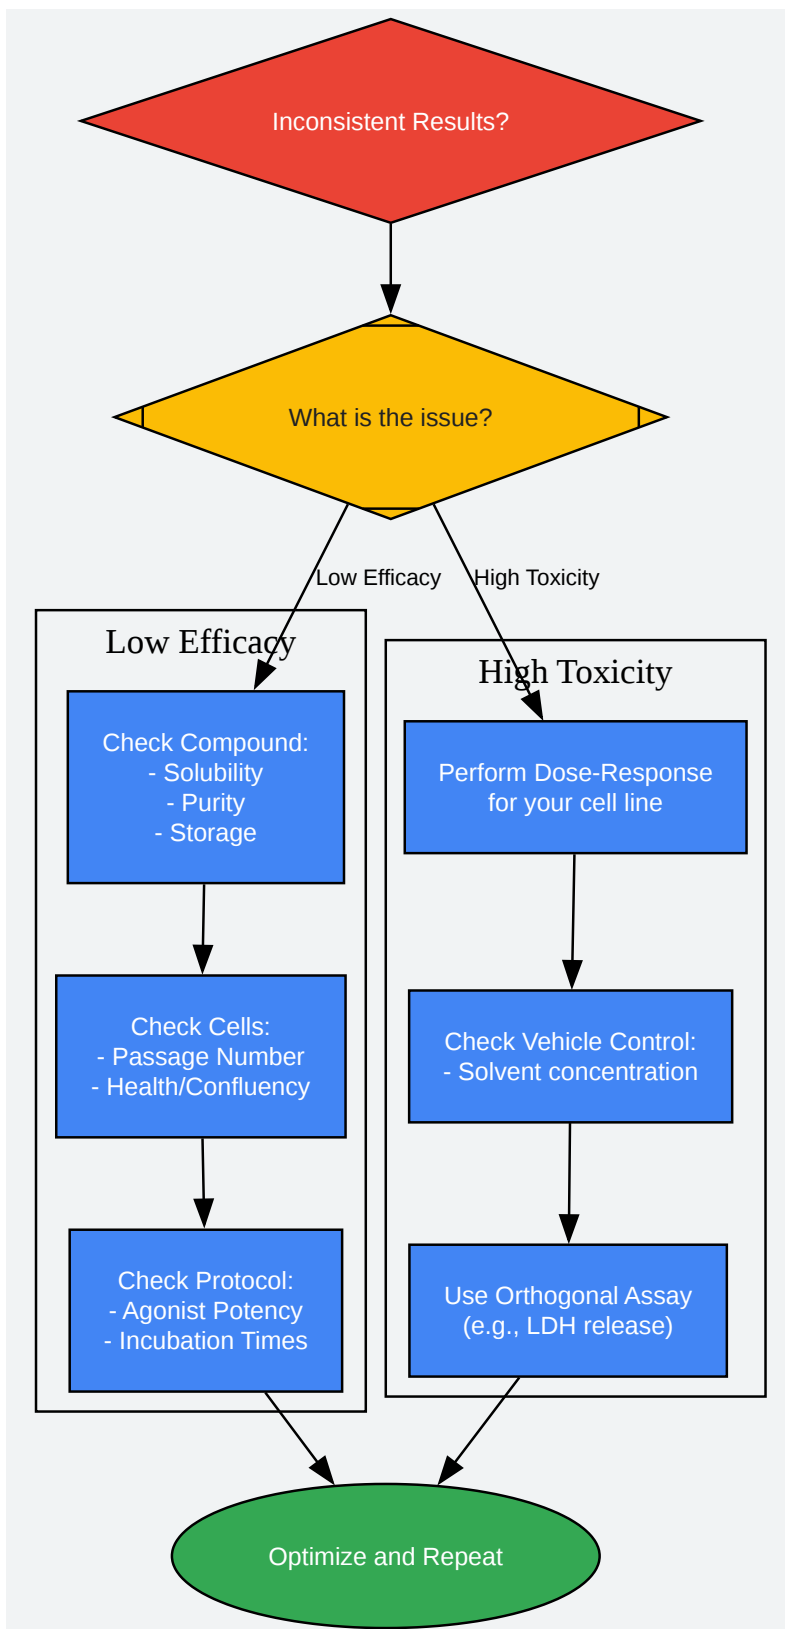 Inconsistent Results?
What is the issue?
Low Efficacy
High Toxicity
Low Efficacy
Check Compound:
- Solubility
- Purity
- Storage
Check Cells:
- Passage Number
- Health/Confluency
Check Protocol:
- Agonist Potency
- Incubation Times
High Toxicity
Perform Dose-Response
for your cell line
Check Vehicle Control:
- Solvent concentration
Use Orthogonal Assay
(e.g., LDH release)
Optimize and Repeat